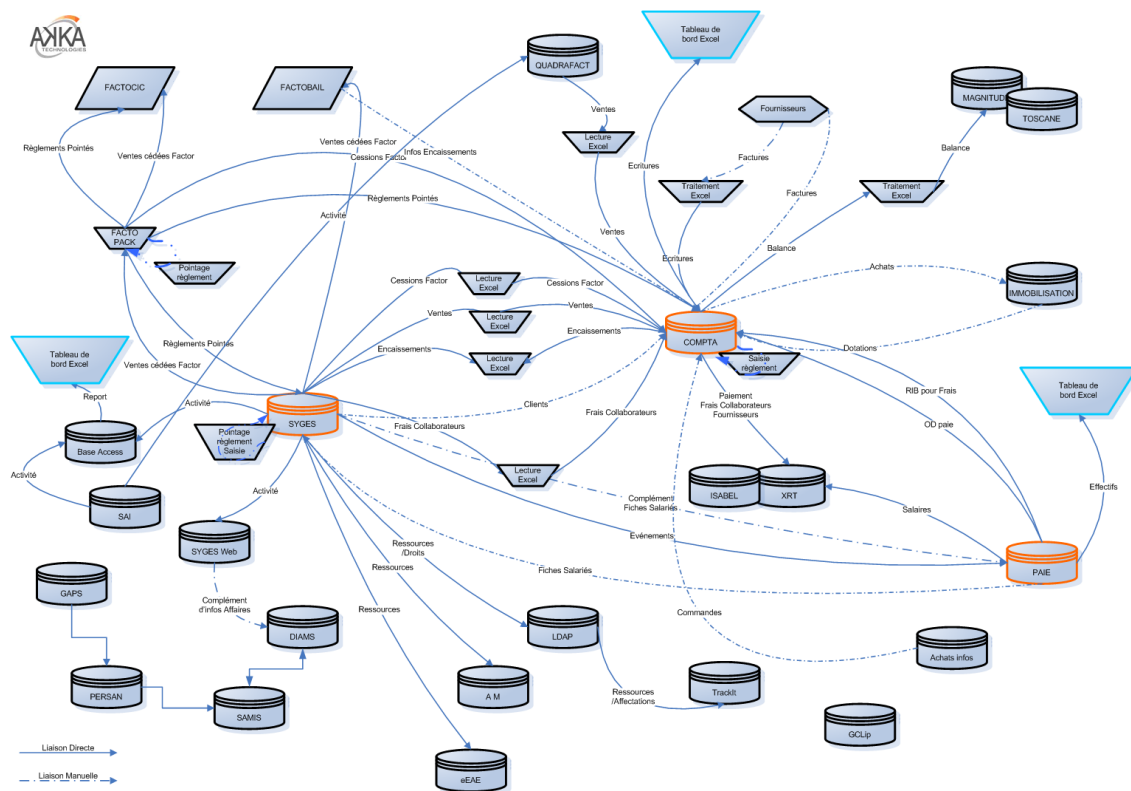 AKKA
TECHNOLOGIES
Tableau de
bord Excel
QUADRAFACT
FACTOCIC
FACTOBAIL
MAGNITUDE
TOSCANE
Fournisseurs
Ventes
Lecture
Excel
Règlements Pointés
Ventes cédées Factor
Ventes cédées Factor
Cessions Factor
Infos Encaissements
Ecritures
Factures
Balance
Traitement
Excel
Factures
Traitement
Excel
Règlements Pointés
Activité
FACTO
PACK
Ventes
Pointage
règlement
Ecritures
Balance
Achats
Cessions Factor
Lecture
Excel
Cessions Factor
IMMOBILISATION
Ventes
Lecture
Excel
Ventes
Encaissements
COMPTA
Règlements Pointés
Encaissements
Lecture
Excel
Saisie
règlement
Dotations
Tableau de
bord Excel
Ventes cédées Factor
Report
Activité
Clients
Paiement
Frais Collaborateurs
Fournisseurs
RIB pour Frais
Tableau de
bord Excel
SYGES
Frais Collaborateurs
Frais Collaborateurs
OD paie
Base Access
Pointage
règlement
Saisie
Lecture
Excel
Activité
Activité
ISABEL
XRT
Effectifs
SAI
Complément
Fiches Salariés
Salaires
SYGES Web
Ressources
/Droits
Evénements
Ressources
Fiches Salariés
PAIE
GAPS
Complément
d'infos Affaires
Ressources
Commandes
DIAMS
LDAP
Achats infos
PERSAN
SAMIS
A M
Ressources
/Affectations
TrackIt
GCLip
Liaison Directe
Liaison Manuelle
eEAE